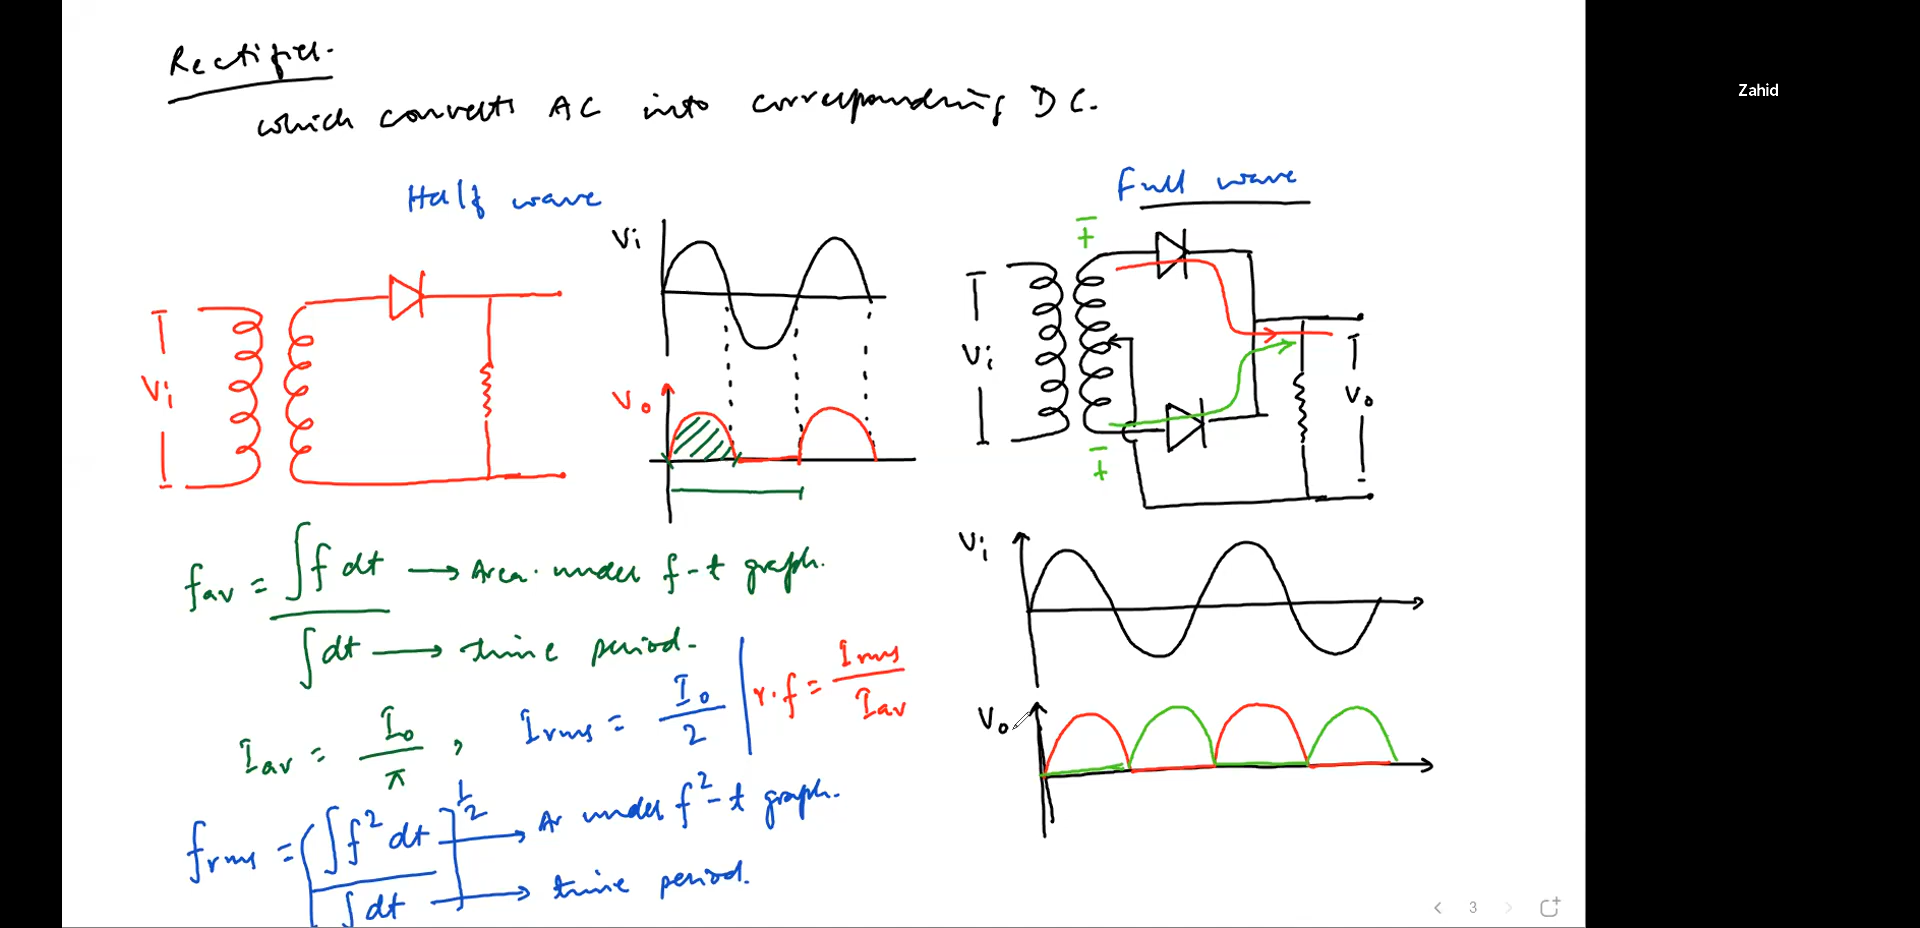 Rectifier.
which converts AC into corresponding DC.
Zahid
Half wave
Vi
Vo
Vi
Full wave
Vi
Vo
+
+
fav = ∫f dt → Area under f-t graph.
∫dt → time period.
Iav = I₀/π , Irms = I₀/2 | r.f = Irms/Iav
frms = [∫f² dt → Ar under f²-t graph.
∫dt → time period.]^1/2
Vi
Vo
3